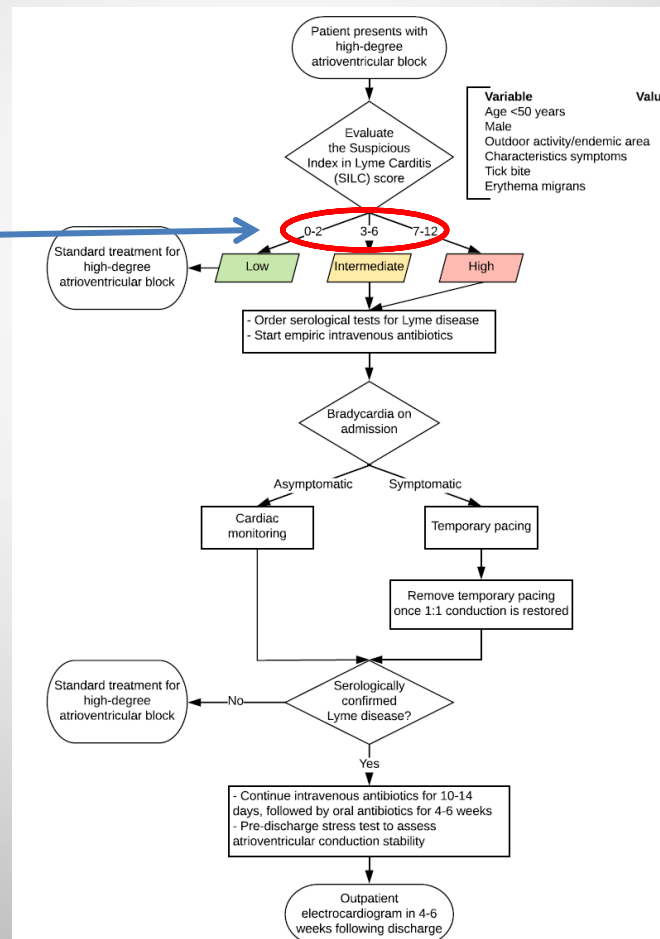 Patient presents with
high-degree
atrioventricular block
Variable
Valu
Age <50 years
Male
Outdoor activity/endemic area
Characteristics symptoms
Tick bite
Erythema migrans
Evaluate
the Suspicious
Index in Lyme Carditis
(SILC) score
0-2
3-6
7-12
Standard treatment for
high-degree
atrioventricular block
Low
Intermediate
High
- Order serological tests for Lyme disease
- Start empiric intravenous antibiotics
Bradycardia on
admission
Asymptomatic
Symptomatic
Cardiac
monitoring
Temporary pacing
Remove temporary pacing
once 1:1 conduction is restored
Standard treatment for
high-degree
atrioventricular block
No
Serologically
confirmed
Lyme disease?
Yes
- Continue intravenous antibiotics for 10-14
days, followed by oral antibiotics for 4-6 weeks
- Pre-discharge stress test to assess
atrioventricular conduction stability
Outpatient
electrocardiogram in 4-6
weeks following discharge